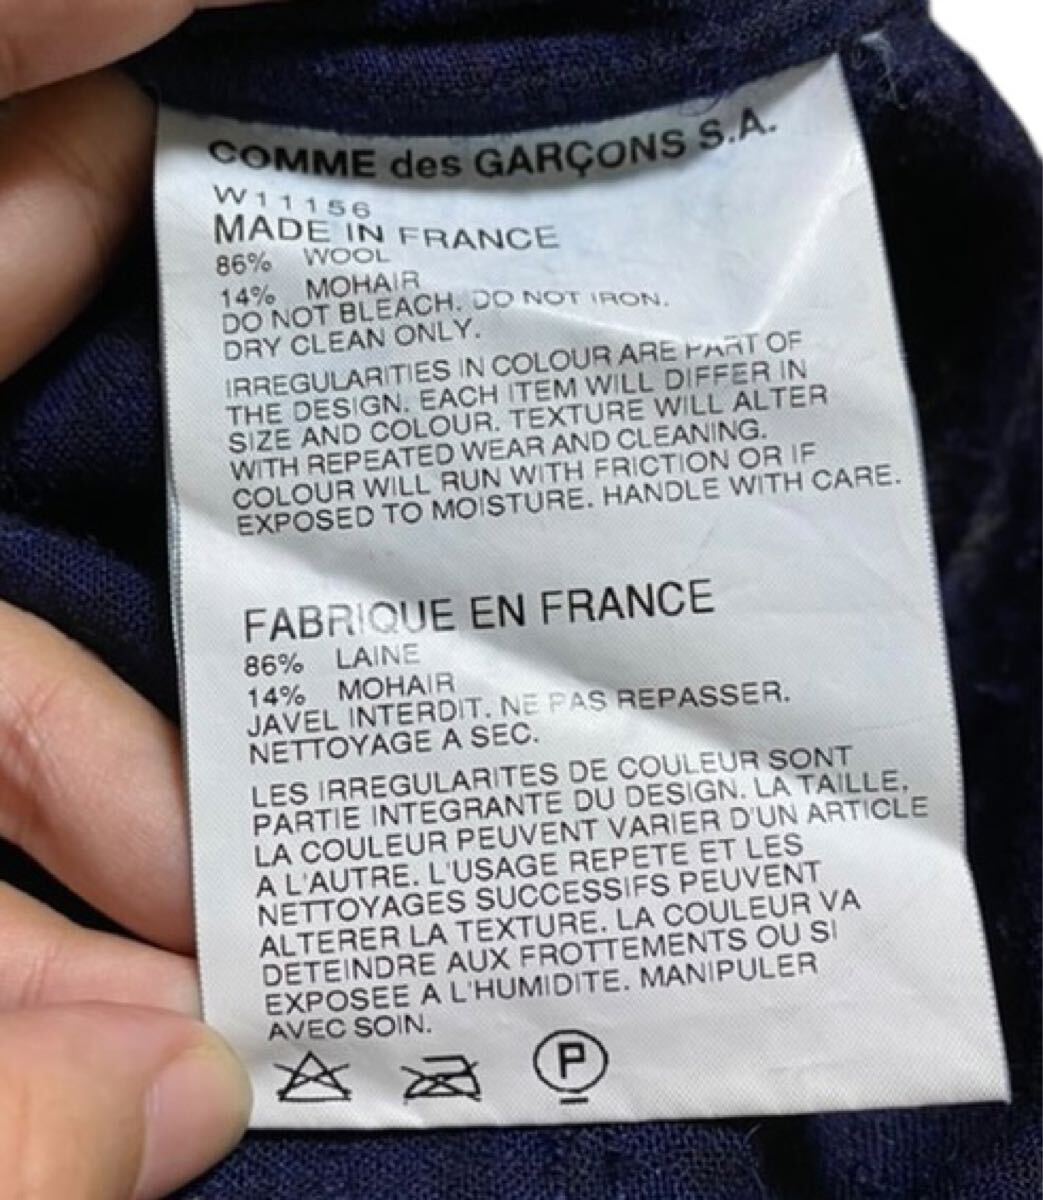 COMME des GARÇONS S.A.
W11156
MADE IN FRANCE
86% WOOL
14% MOHAIR
DO NOT BLEACH. DO NOT IRON.
DRY CLEAN ONLY.
IRREGULARITIES IN COLOUR ARE PART OF
THE DESIGN. EACH ITEM WILL DIFFER IN
SIZE AND COLOUR. TEXTURE WILL ALTER
WITH REPEATED WEAR AND CLEANING.
COLOUR WILL RUN WITH FRICTION OR IF
EXPOSED TO MOISTURE. HANDLE WITH CARE.
FABRIQUE EN FRANCE
86% LAINE
14% MOHAIR
JAVEL INTERDIT. NE PAS REPASSER.
NETTOYAGE A SEC.
LES IRREGULARITES DE COULEUR SONT
PARTIE INTEGRANTE DU DESIGN. LA TAILLE,
LA COULEUR PEUVENT VARIER D'UN ARTICLE
A L'AUTRE. L'USAGE REPETE ET LES
NETTOYAGES SUCCESSIFS PEUVENT
ALTERER LA TEXTURE. LA COULEUR VA
DETEINDRE AUX FROTTEMENTS OU SI
EXPOSEE A L'HUMIDITE. MANIPULER
AVEC SOIN.
P